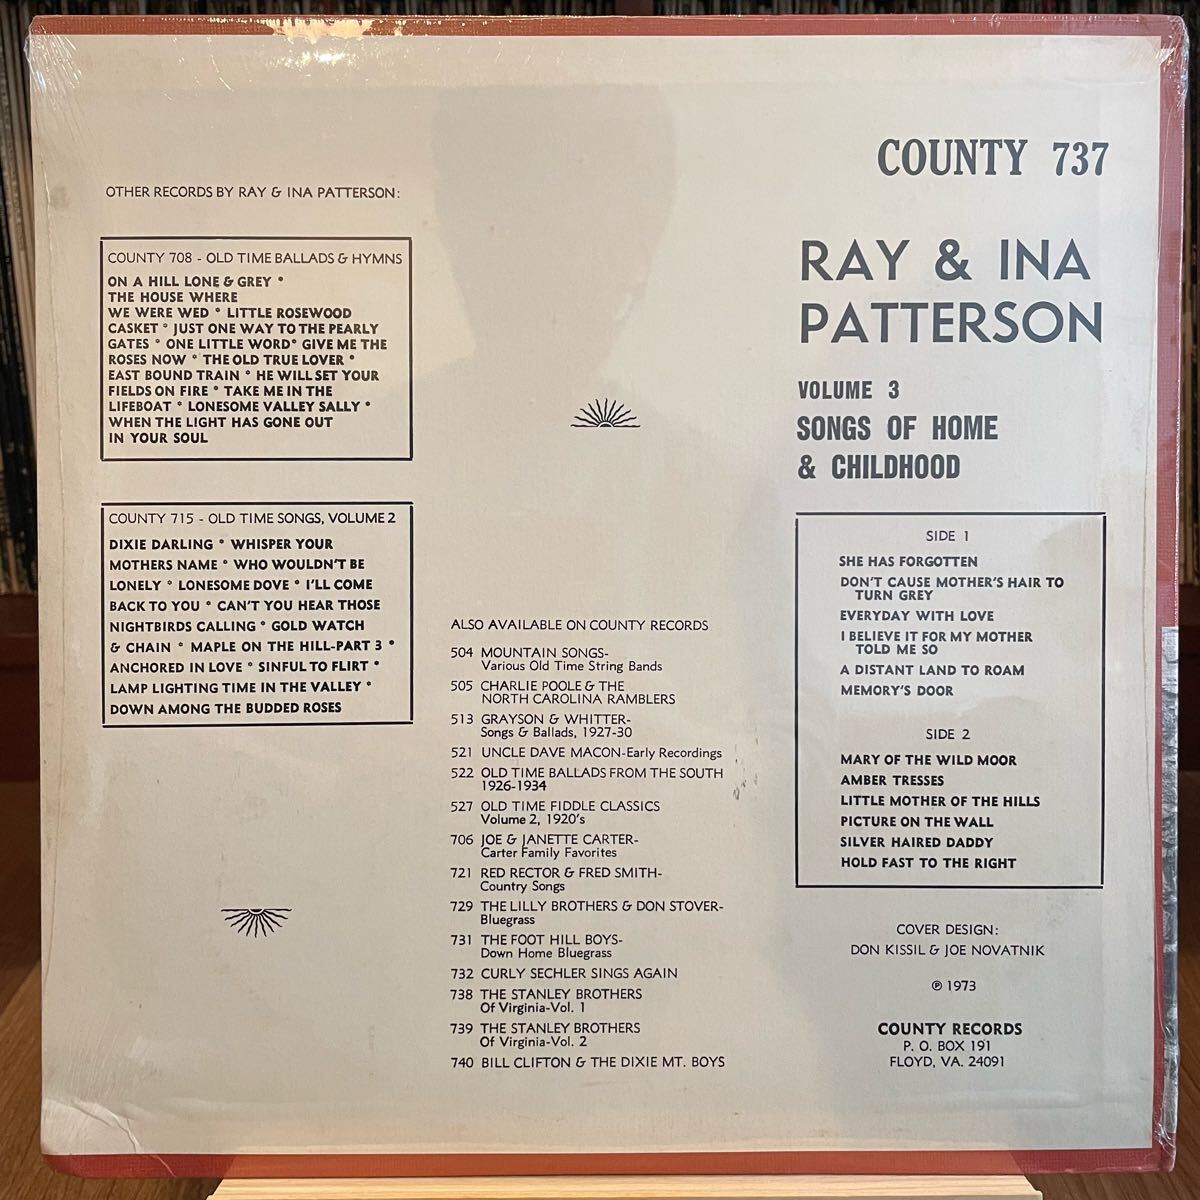 OTHER RECORDS BY RAY & INA PATTERSON:
COUNTY 708 - OLD TIME BALLADS & HYMNS
ON A HILL LONE & GREY *
THE HOUSE WHERE
WE WERE WED * LITTLE ROSEWOOD
CASKET * JUST ONE WAY TO THE PEARLY
GATES * ONE LITTLE WORD* GIVE ME THE
ROSES NOW * THE OLD TRUE LOVER *
EAST BOUND TRAIN * HE WILL SET YOUR
FIELDS ON FIRE * TAKE ME IN THE
LIFEBOAT * LONESOME VALLEY SALLY *
WHEN THE LIGHT HAS GONE OUT
IN YOUR SOUL
COUNTY 715 - OLD TIME SONGS, VOLUME 2
DIXIE DARLING * WHISPER YOUR
MOTHERS NAME * WHO WOULDN'T BE
LONELY * LONESOME DOVE * I'LL COME
BACK TO YOU * CAN'T YOU HEAR THOSE
NIGHTBIRDS CALLING * GOLD WATCH
& CHAIN * MAPLE ON THE HILL-PART 3 *
ANCHORED IN LOVE * SINFUL TO FLIRT *
LAMP LIGHTING TIME IN THE VALLEY *
DOWN AMONG THE BUDDED ROSES
ALSO AVAILABLE ON COUNTY RECORDS
504 MOUNTAIN SONGS-
Various Old Time String Bands
505 CHARLIE POOLE & THE
NORTH CAROLINA RAMBLERS
513 GRAYSON & WHITTER-
Songs & Ballads, 1927-30
521 UNCLE DAVE MACON-Early Recordings
522 OLD TIME BALLADS FROM THE SOUTH
1926-1934
527 OLD TIME FIDDLE CLASSICS
Volume 2, 1920's
706 JOE & JANETTE CARTER-
Carter Family Favorites
721 RED RECTOR & FRED SMITH-
Country Songs
729 THE LILLY BROTHERS & DON STOVER-
Bluegrass
731 THE FOOT HILL BOYS-
Down Home Bluegrass
732 CURLY SECHLER SINGS AGAIN
738 THE STANLEY BROTHERS
Of Virginia-Vol. 1
739 THE STANLEY BROTHERS
Of Virginia-Vol. 2
740 BILL CLIFTON & THE DIXIE MT. BOYS
COUNTY 737
RAY & INA
PATTERSON
VOLUME 3
SONGS OF HOME
& CHILDHOOD
SIDE 1
SHE HAS FORGOTTEN
DON'T CAUSE MOTHER'S HAIR TO
TURN GREY
EVERYDAY WITH LOVE
I BELIEVE IT FOR MY MOTHER
TOLD ME SO
A DISTANT LAND TO ROAM
MEMORY'S DOOR
SIDE 2
MARY OF THE WILD MOOR
AMBER TRESSES
LITTLE MOTHER OF THE HILLS
PICTURE ON THE WALL
SILVER HAIRED DADDY
HOLD FAST TO THE RIGHT
COVER DESIGN:
DON KISSIL & JOE NOVATNIK
℗ 1973
COUNTY RECORDS
P. O. BOX 191
FLOYD, VA. 24091